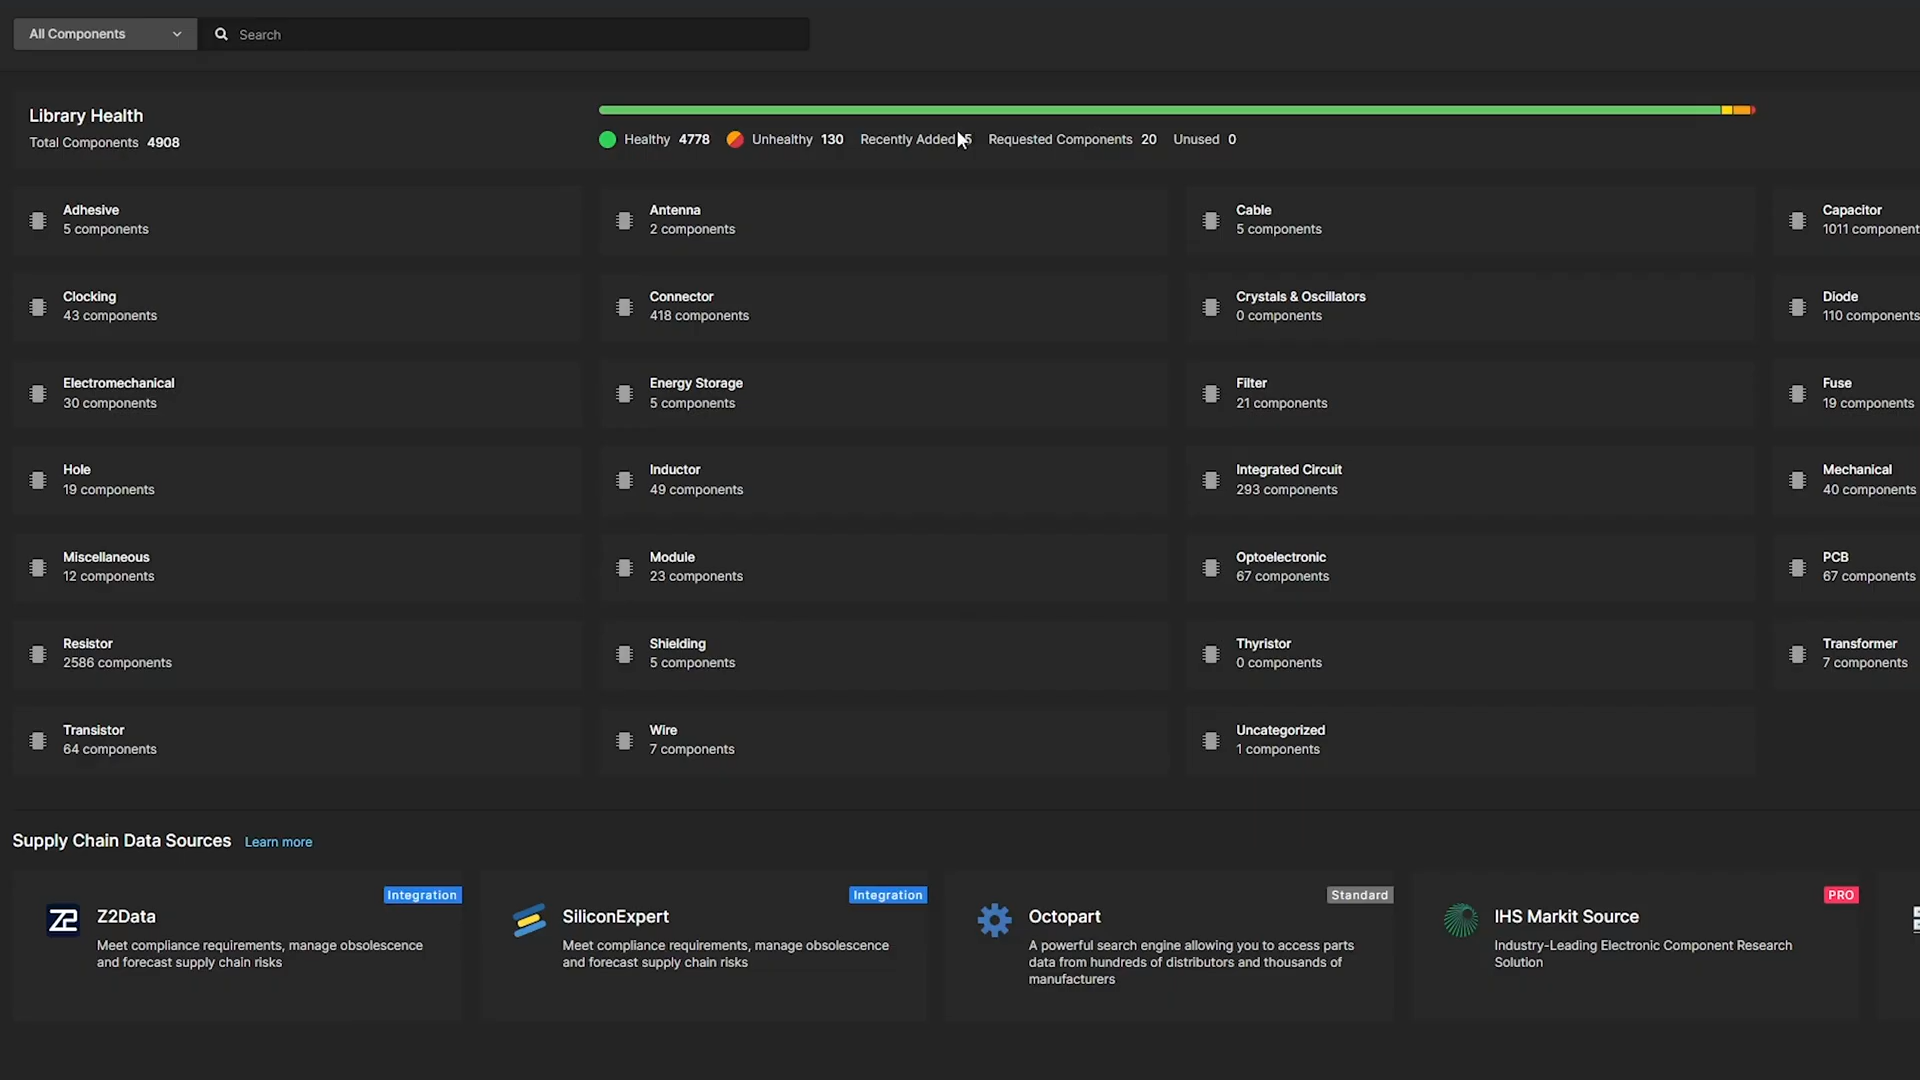 All Components
Search
Library Health
Total Components 4908
Healthy 4778 Unhealthy 130 Recently Added Requested Components 20 Unused 0
Adhesive
5 components
Antenna
2 components
Cable
5 components
Capacitor
1011 component
Clocking
43 components
Connector
418 components
Crystals & Oscillators
0 components
Diode
110 components
Electromechanical
30 components
Energy Storage
5 components
Filter
21 components
Fuse
19 components
Hole
19 components
Inductor
49 components
Integrated Circuit
293 components
Mechanical
40 components
Miscellaneous
12 components
Module
23 components
Optoelectronic
67 components
PCB
67 components
Resistor
2586 components
Shielding
5 components
Thyristor
0 components
Transformer
7 components
Transistor
64 components
Wire
7 components
Uncategorized
1 components
Supply Chain Data Sources Learn more
Integration
Z2
Z2Data
Meet compliance requirements, manage obsolescence
and forecast supply chain risks
Integration
SiliconExpert
Meet compliance requirements, manage obsolescence
and forecast supply chain risks
Standard
Octopart
A powerful search engine allowing you to access parts
data from hundreds of distributors and thousands of
manufacturers
PRO
IHS Markit Source
Industry-Leading Electronic Component Research
Solution